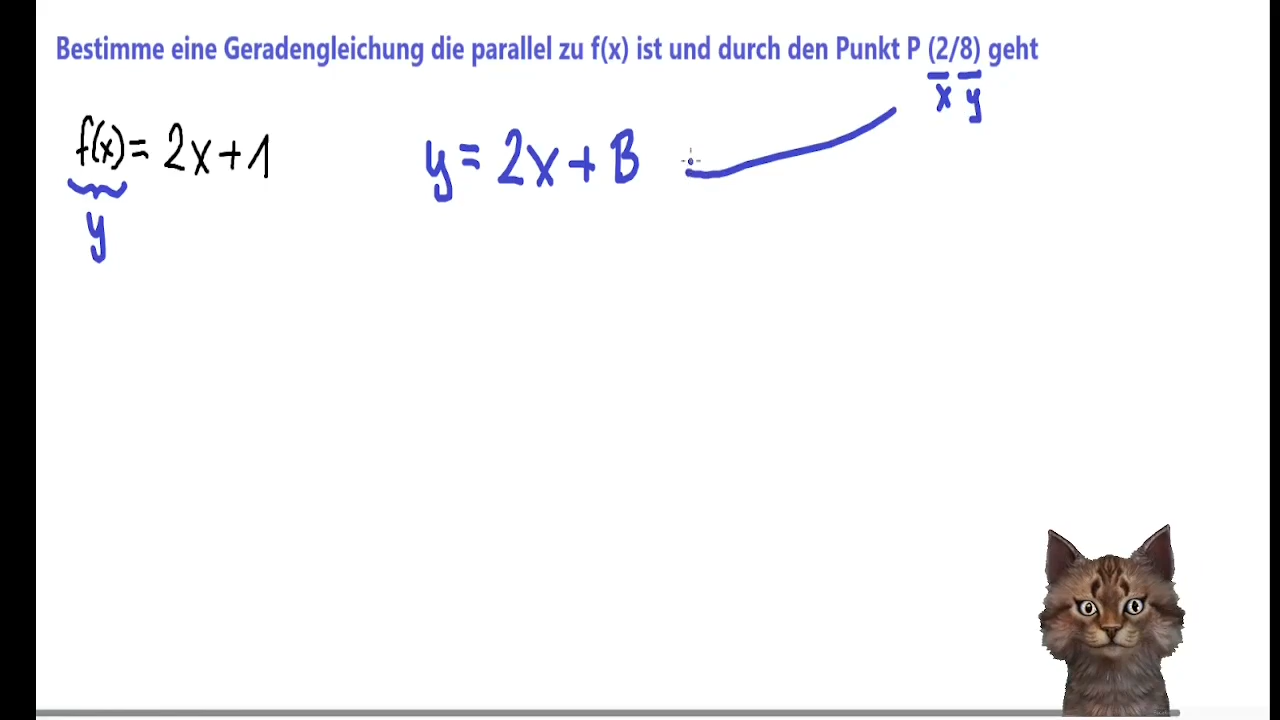 Bestimme eine Geradengleichung die parallel zu f(x) ist und durch den Punkt P (2/8) geht
x y
f(x) = 2x + 1
y = 2x + B
y